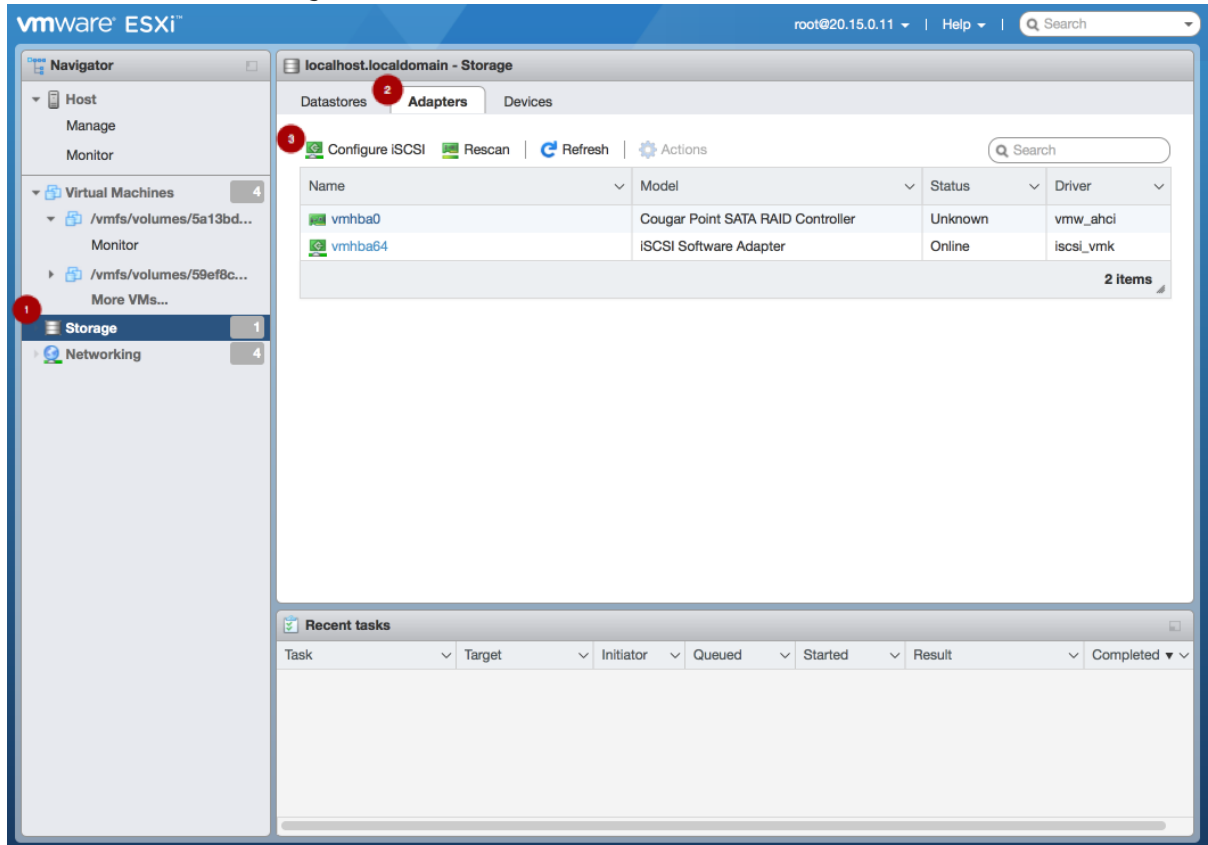 vmware ESXi™
root@20.15.0.11 | Help | Search
Navigator
Host
Manage
Monitor
Virtual Machines 4
/vmfs/volumes/5a13bd...
Monitor
/vmfs/volumes/59ef8c...
More VMs...
1
Storage 1
Networking 4
localhost.localdomain - Storage
2
Datastores Adapters Devices
3
Configure iSCSI Rescan | Refresh | Actions Search
Name Model Status Driver
vmhba0 Cougar Point SATA RAID Controller Unknown vmw_ahci
vmhba64 iSCSI Software Adapter Online iscsi_vmk
2 items
Recent tasks
Task Target Initiator Queued Started Result Completed ▼